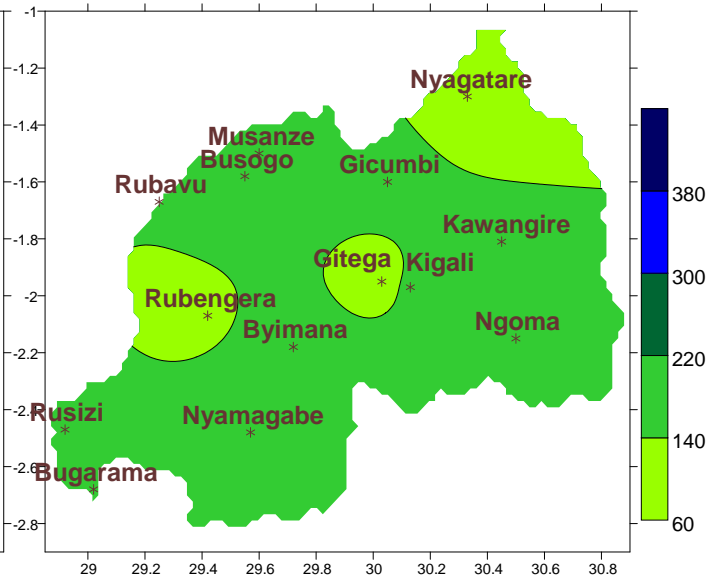 -1
-1.2
-1.4
-1.6
-1.8
-2
-2.2
-2.4
-2.6
-2.8
Nyagatare
Musanze
Busogo
Gicumbi
Rubavu
Kawangire
Gitega
Kigali
Rubengera
Byimana
Ngoma
Rusizi
Nyamagabe
Bugarama
380
300
220
140
60
29 29.2 29.4 29.6 29.8 30 30.2 30.4 30.6 30.8